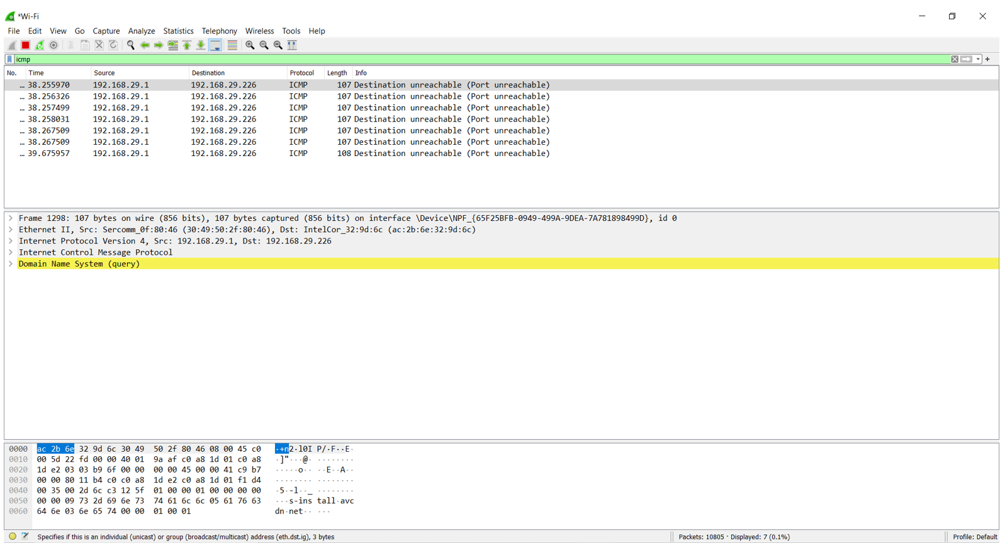 *Wi-Fi
File Edit View Go Capture Analyze Statistics Telephony Wireless Tools Help
icmp
No. Time Source Destination Protocol Length Info
... 38.255970 192.168.29.1 192.168.29.226 ICMP 107 Destination unreachable (Port unreachable)
... 38.256326 192.168.29.1 192.168.29.226 ICMP 107 Destination unreachable (Port unreachable)
... 38.257499 192.168.29.1 192.168.29.226 ICMP 107 Destination unreachable (Port unreachable)
... 38.258031 192.168.29.1 192.168.29.226 ICMP 107 Destination unreachable (Port unreachable)
... 38.267509 192.168.29.1 192.168.29.226 ICMP 107 Destination unreachable (Port unreachable)
... 38.267509 192.168.29.1 192.168.29.226 ICMP 107 Destination unreachable (Port unreachable)
... 39.675957 192.168.29.1 192.168.29.226 ICMP 108 Destination unreachable (Port unreachable)
> Frame 1298: 107 bytes on wire (856 bits), 107 bytes captured (856 bits) on interface \Device\NPF_{65F25BFB-0949-499A-9DEA-7A781898499D}, id 0
> Ethernet II, Src: Sercomm_0f:80:46 (30:49:50:2f:80:46), Dst: IntelCor_32:9d:6c (ac:2b:6e:32:9d:6c)
> Internet Protocol Version 4, Src: 192.168.29.1, Dst: 192.168.29.226
> Internet Control Message Protocol
> Domain Name System (query)
0000 ac 2b 6e 32 9d 6c 30 49 50 2f 80 46 08 00 45 c0 ·+n2·l0I P/·F··E·
0010 00 5d 22 fd 00 00 40 01 9a af c0 a8 1d 01 c0 a8 ·]"···@· ········
0020 1d e2 03 03 b9 6f 00 00 00 00 45 00 00 41 c9 b7 ·····o·· ··E··A··
0030 00 00 80 11 b4 c0 c0 a8 1d e2 c0 a8 1d 01 f1 d4 ········ ········
0040 00 35 00 2d 6c c3 12 5f 01 00 00 01 00 00 00 00 ·5·-l··_ ········
0050 00 00 09 73 2d 69 6e 73 74 61 6c 6c 05 61 76 63 ···s-ins tall·avc
0060 64 6e 03 6e 65 74 00 00 01 00 01 dn·net·· ···
Specifies if this is an individual (unicast) or group (broadcast/multicast) address (eth.dst.ig), 3 bytes
Packets: 10805 · Displayed: 7 (0.1%)
Profile: Default